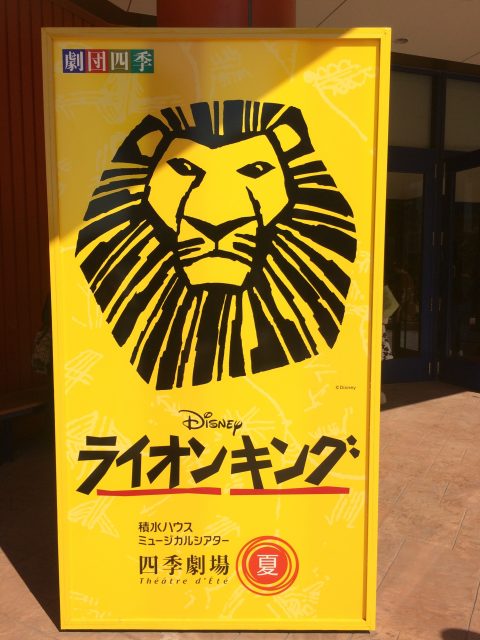 劇団四季
©Disney
Disney
ライオンキング
積水ハウス
ミュージカルシアター
四季劇場 夏
Théâtre d'Été